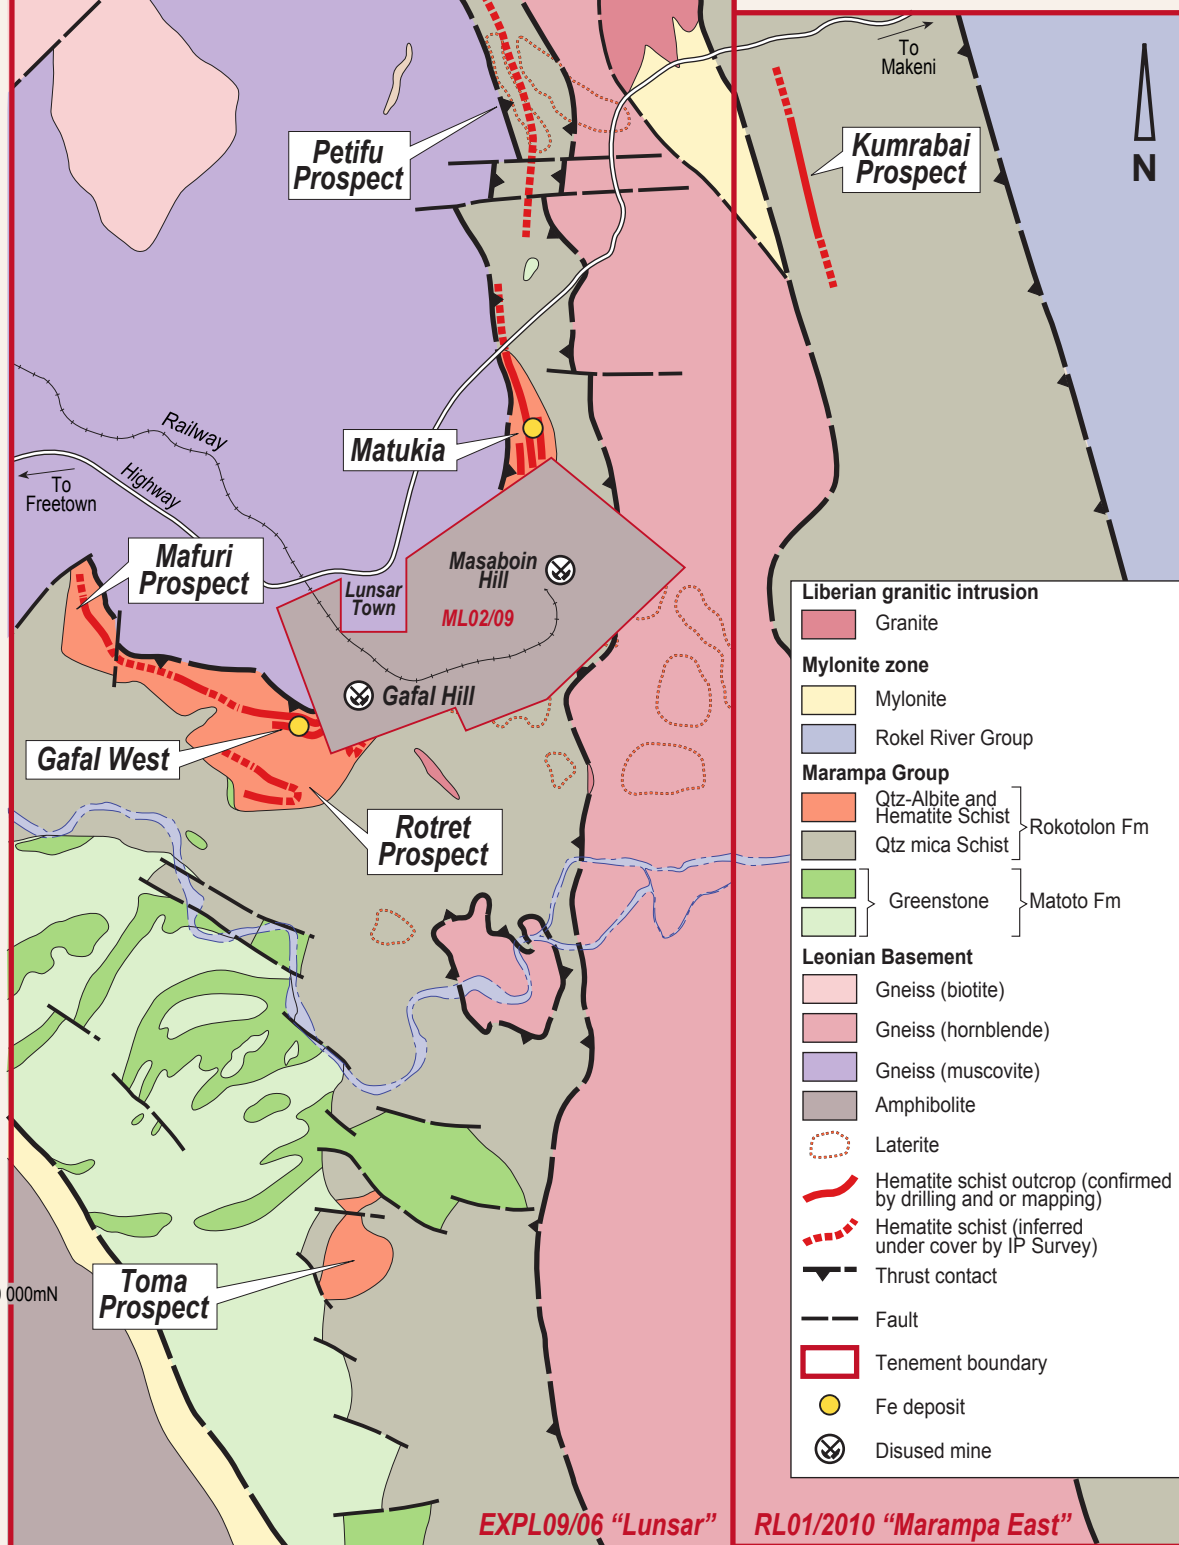 To
Makeni
Petifu
Prospect
Kumrabai
Prospect
N
Railway
Matukia
Highway
To
Freetown
Mafuri
Prospect
Masaboin
Hill
Lunsar
Town
ML02/09
Gafal Hill
Gafal West
Rotret
Prospect
Toma
Prospect
000mN
EXPL09/06 “Lunsar”
RL01/2010 “Marampa East”
Liberian granitic intrusion
Granite
Mylonite zone
Mylonite
Rokel River Group
Marampa Group
Qtz-Albite and
Hematite Schist
Rokotolon Fm
Qtz mica Schist
Greenstone
Matoto Fm
Leonian Basement
Gneiss (biotite)
Gneiss (hornblende)
Gneiss (muscovite)
Amphibolite
Laterite
Hematite schist outcrop (confirmed
by drilling and or mapping)
Hematite schist (inferred
under cover by IP Survey)
Thrust contact
Fault
Tenement boundary
Fe deposit
Disused mine